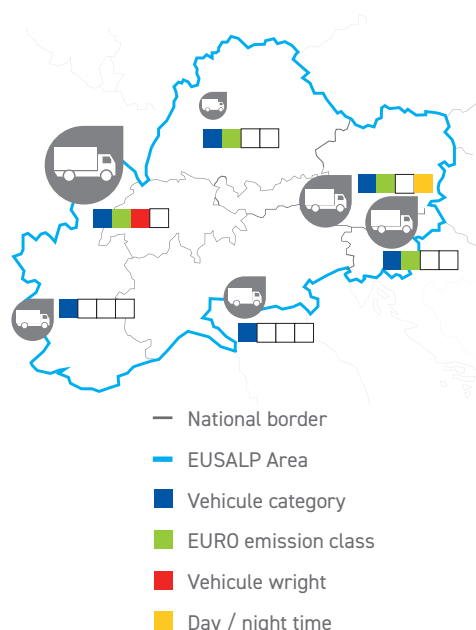 National border
EUSALP Area
Vehicule category
EURO emission class
Vehicule wright
Day / night time